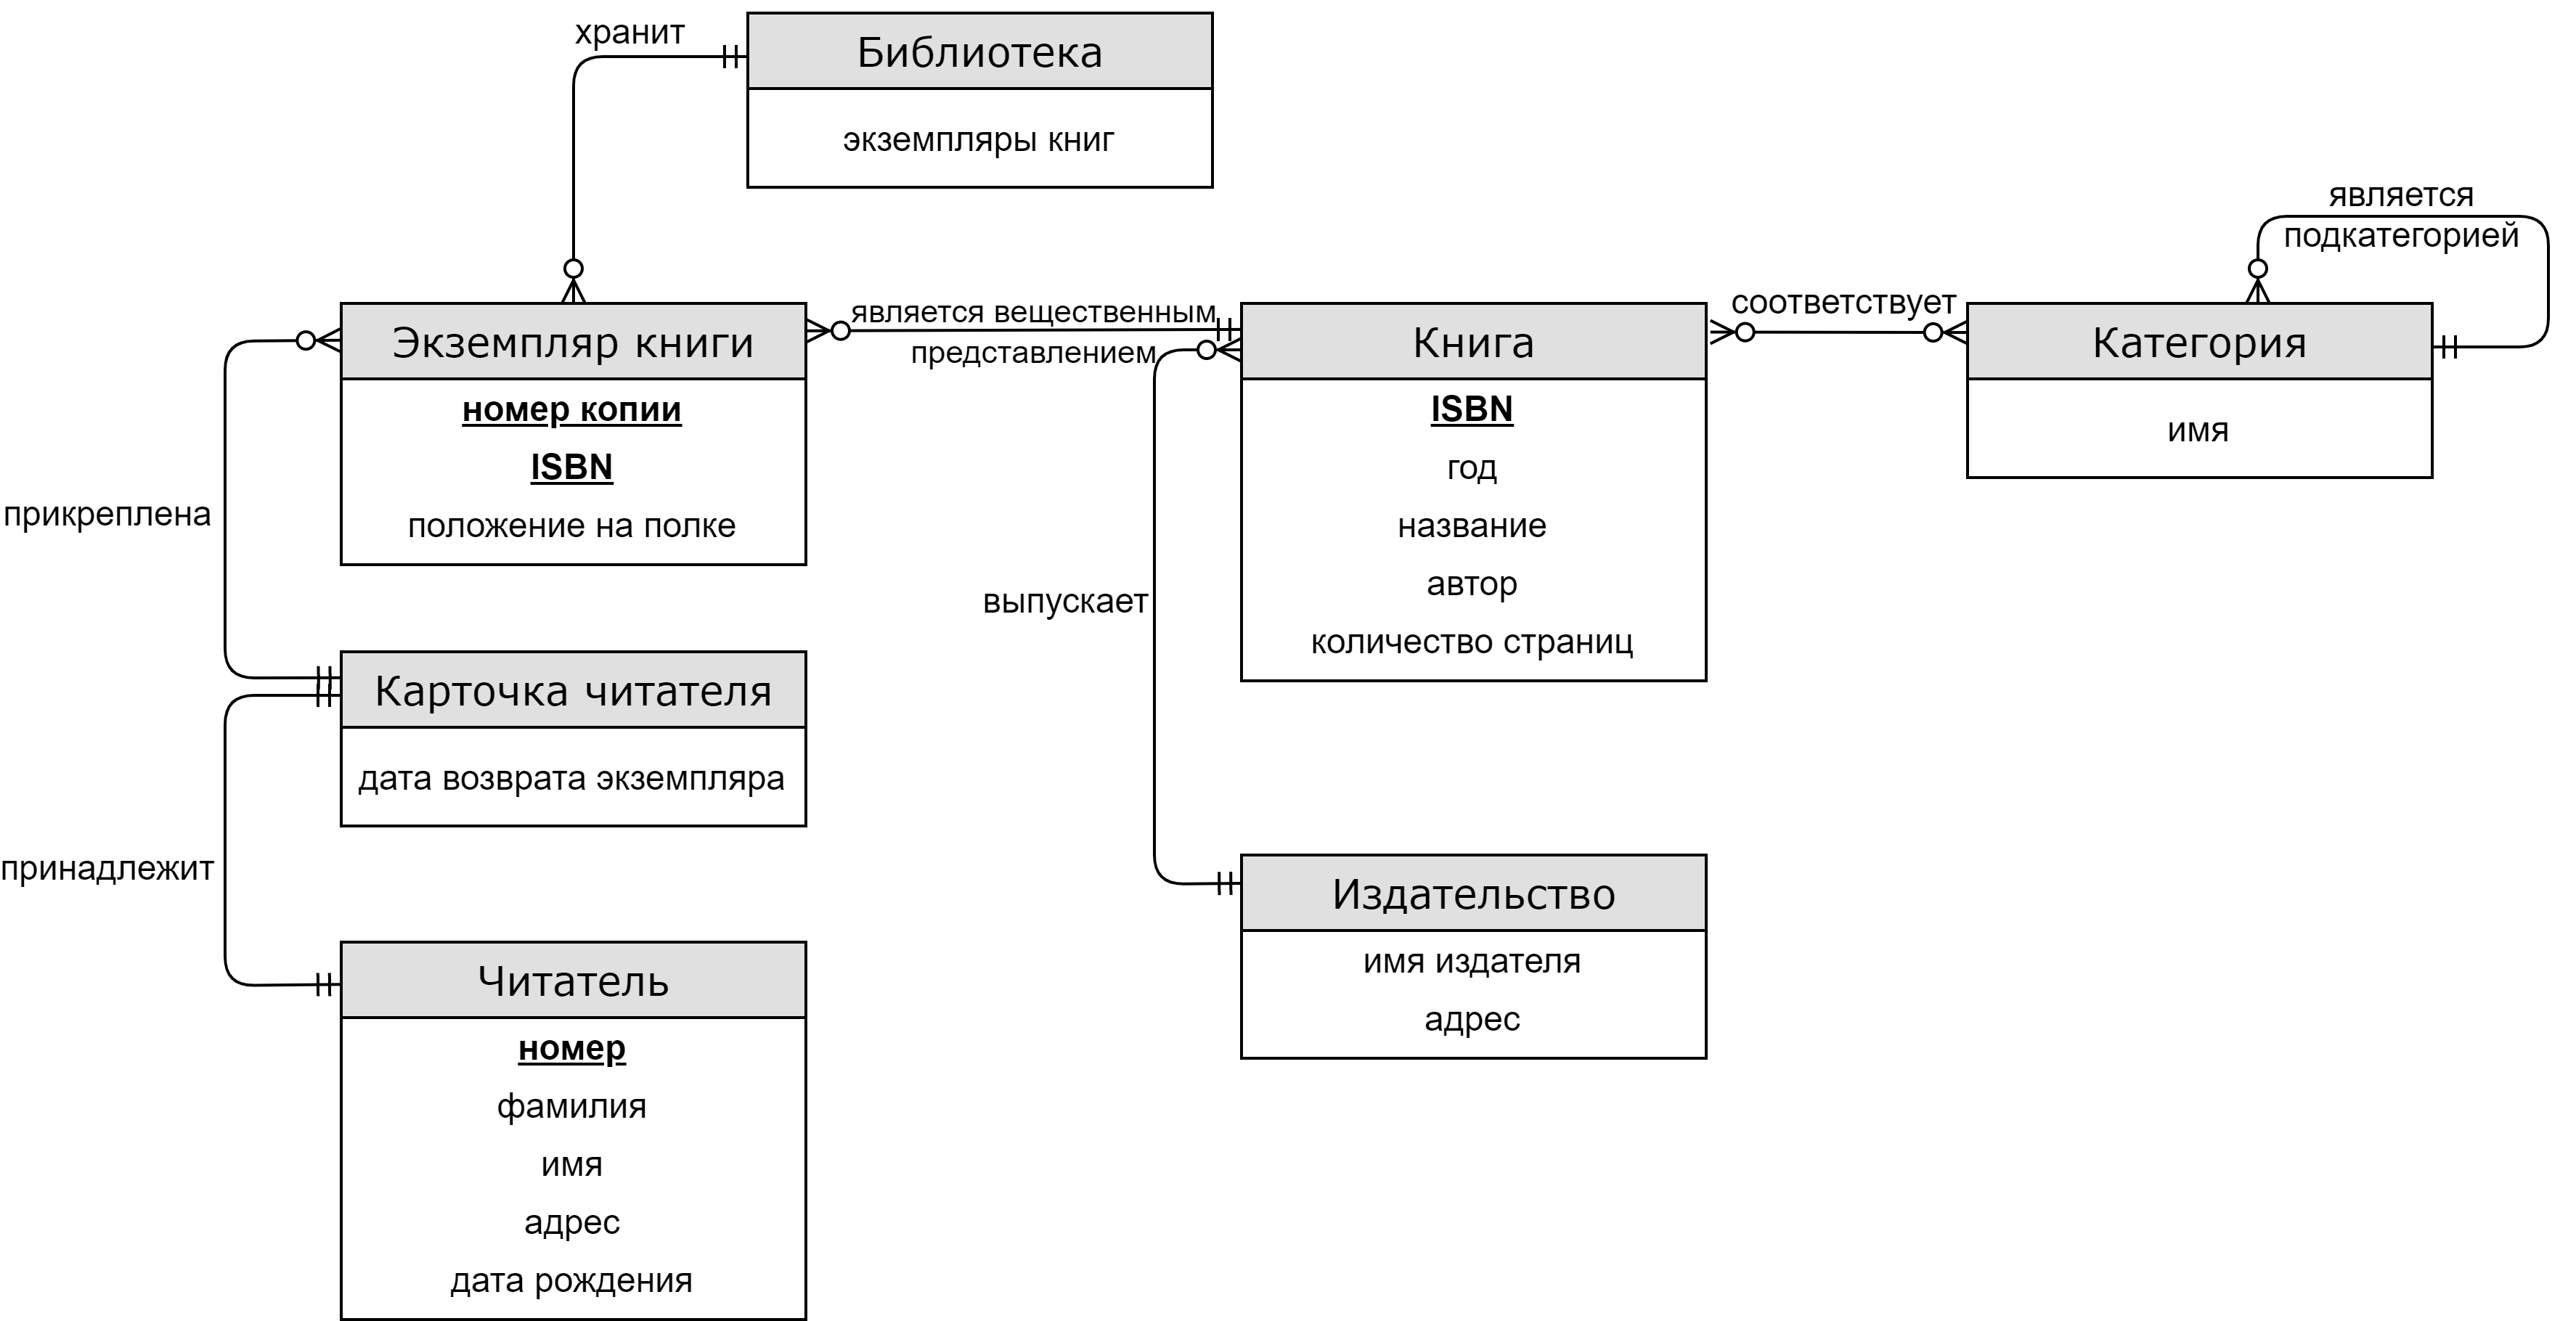 хранит
Библиотека
экземпляры книг
является
подкатегорией
является вещественным
представлением
соответствует
Экземпляр книги
номер копии
ISBN
положение на полке
Книга
ISBN
год
название
автор
количество страниц
Категория
имя
прикреплена
выпускает
Карточка читателя
дата возврата экземпляра
принадлежит
Издательство
имя издателя
адрес
Читатель
номер
фамилия
имя
адрес
дата рождения